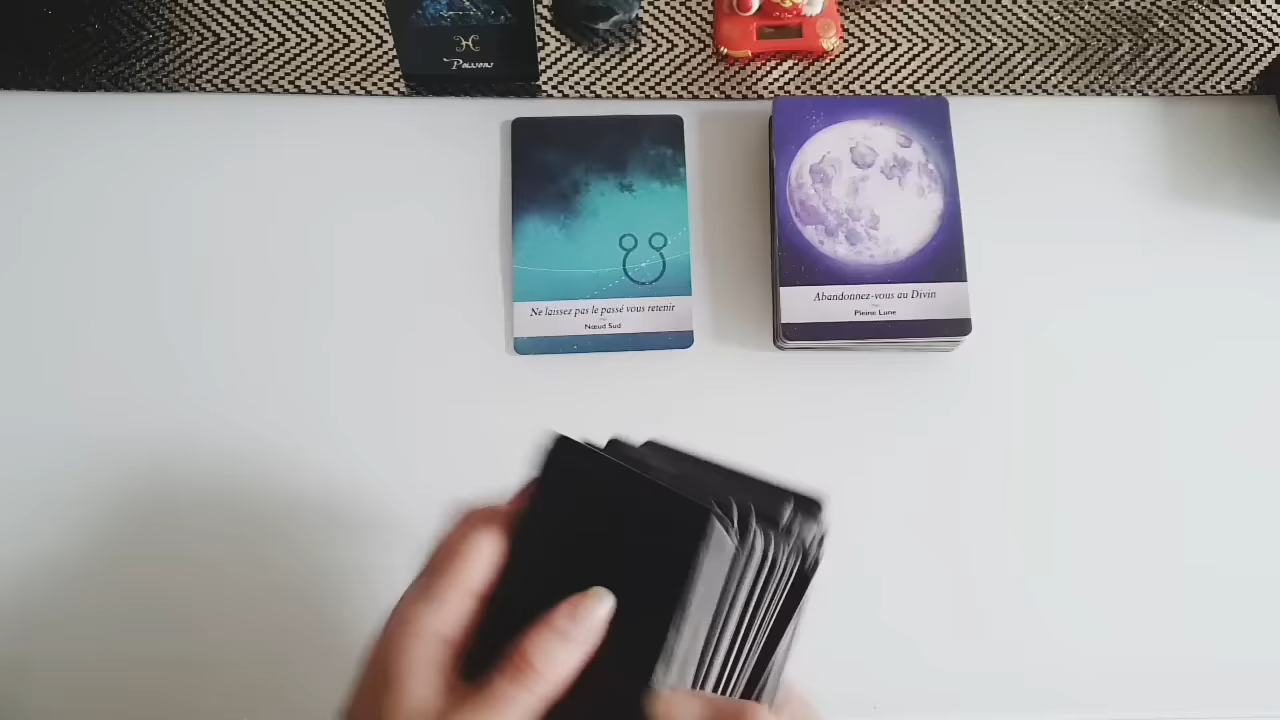 Poissons
Ne laissez pas le passé vous retenir
Nœud Sud
Abandonnez-vous au Divin
Pleine Lune